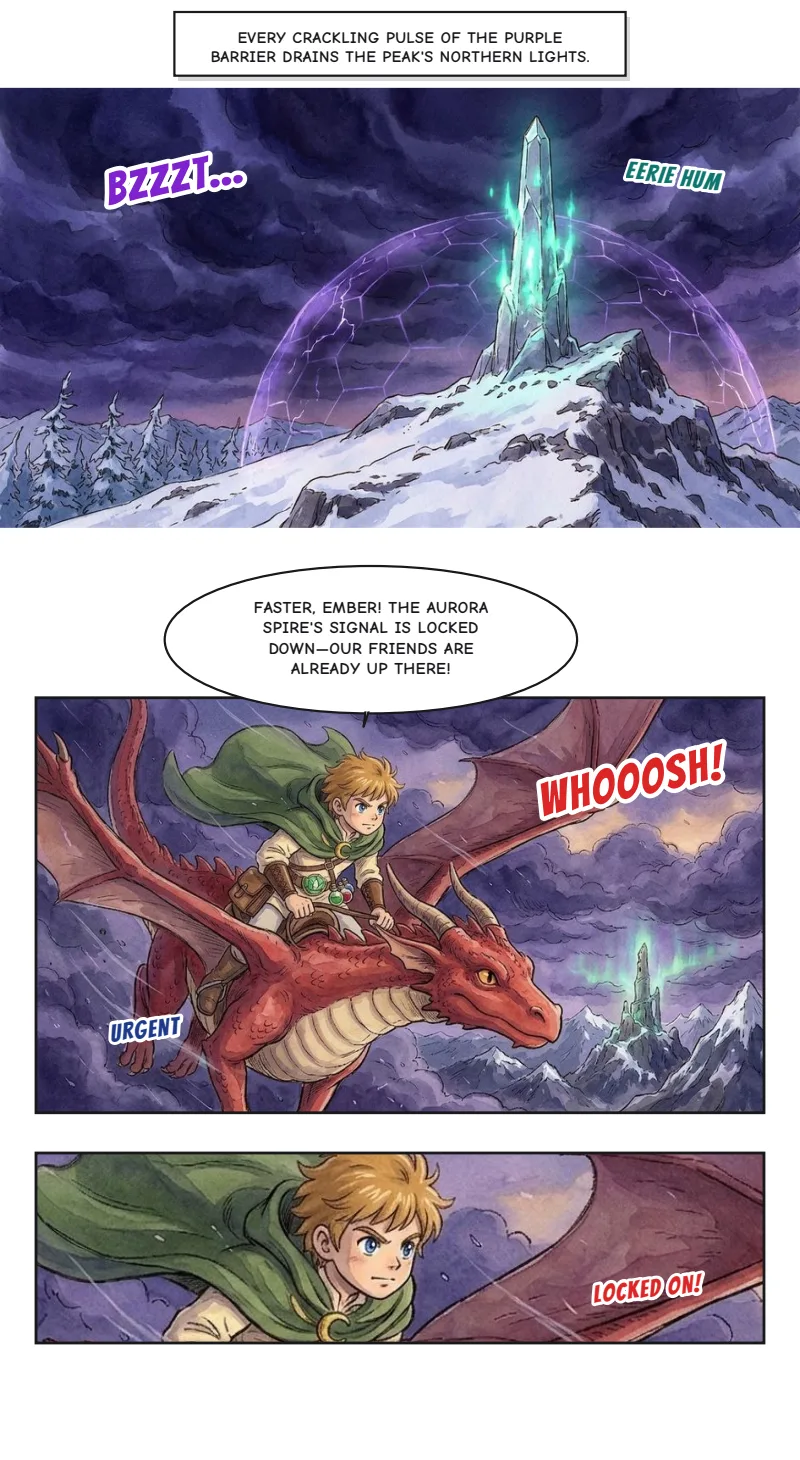 EVERY CRACKLING PULSE OF THE PURPLE
BARRIER DRAINS THE PEAK'S NORTHERN LIGHTS.
BZZZT...
EERIE HUM
FASTER, EMBER! THE AURORA
SPIRE'S SIGNAL IS LOCKED
DOWN—OUR FRIENDS ARE
ALREADY UP THERE!
WHOOOSH!
URGENT
LOCKED ON!